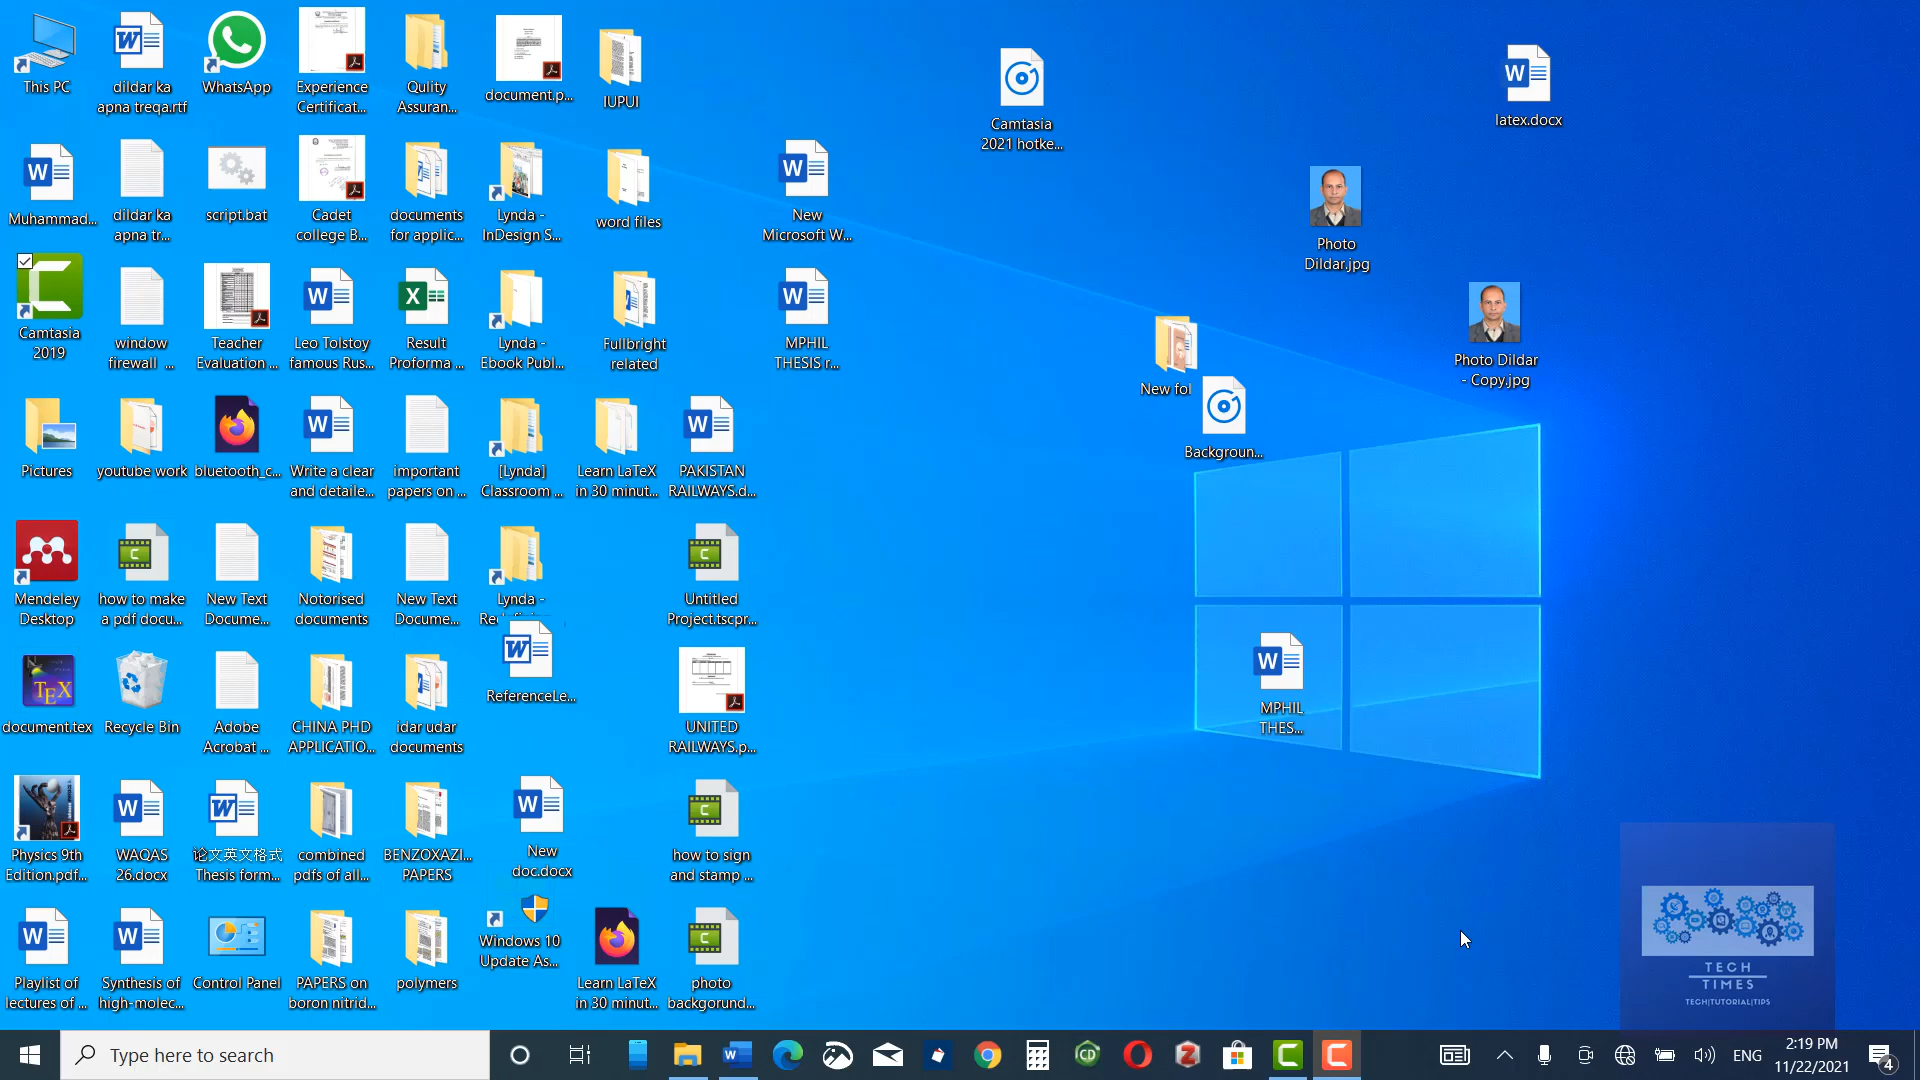 This PC
dildar ka
apna treqa.rtf
WhatsApp
Experience
Certificat...
Qulity
Assuran...
document.p...
IUPUI
Camtasia
2021 hotke...
latex.docx
Muhammad...
dildar ka
apna tr...
script.bat
Cadet
college B...
documents
for applic...
Lynda -
InDesign S...
word files
New
Microsoft W...
Photo
Dildar.jpg
Camtasia
2019
window
firewall ...
Teacher
Evaluation ...
Leo Tolstoy
famous Rus...
Result
Proforma ...
Lynda -
Ebook Publ...
Fullbright
related
MPHIL
THESIS r...
New fol
Photo Dildar
- Copy.jpg
Backgroun...
Pictures
youtube work
bluetooth_c...
Write a clear
and detaile...
important
papers on ...
[Lynda]
Classroom ...
Learn LaTeX
in 30 minut...
PAKISTAN
RAILWAYS.d...
Mendeley
Desktop
how to make
a pdf docu...
New Text
Docume...
Notorised
documents
New Text
Docume...
Lynda -
Untitled
Project.tscpr...
TEX
document.tex
Recycle Bin
Adobe
Acrobat ...
CHINA PHD
APPLICATIO...
idar udar
documents
ReferenceLe...
UNITED
RAILWAYS.p...
MPHIL
THES...
Physics 9th
Edition.pdf...
WAQAS
26.docx
论文英文格式
Thesis form...
combined
pdfs of all...
BENZOXAZI...
PAPERS
New
doc.docx
how to sign
and stamp ...
Playlist of
lectures of ...
Synthesis of
high-molec...
Control Panel
PAPERS on
boron nitrid...
polymers
Windows 10
Update As...
Learn LaTeX
in 30 minut...
photo
backgorund...
TECH
TIMES
TECH|TUTORIAL|TIPS
Type here to search
ENG
2:19 PM
11/22/2021
4